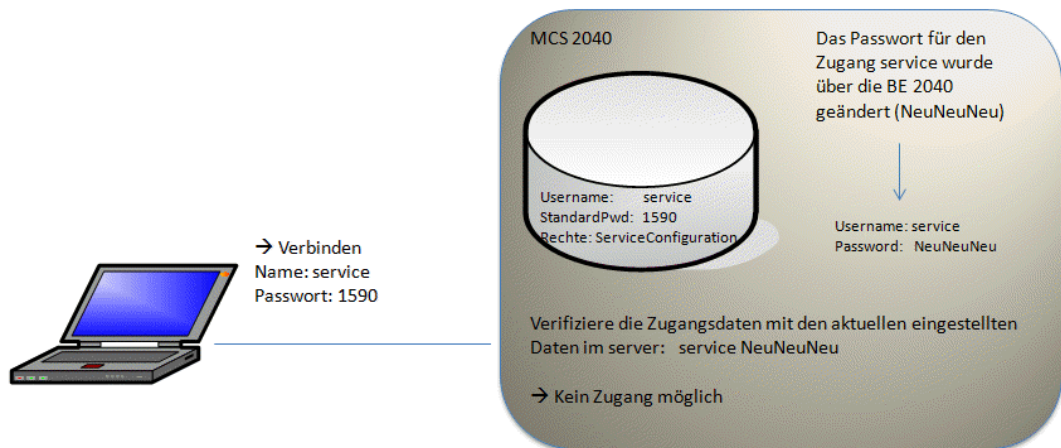 MCS 2040
Das Passwort für den
Zugang service wurde
über die BE 2040
geändert (NeuNeuNeu)
Username: service
StandardPwd: 1590
Rechte: ServiceConfiguration
Username: service
Password: NeuNeuNeu
→ Verbinden
Name: service
Passwort: 1590
Verifiziere die Zugangsdaten mit den aktuellen eingestellten
Daten im server: service NeuNeuNeu
→ Kein Zugang möglich